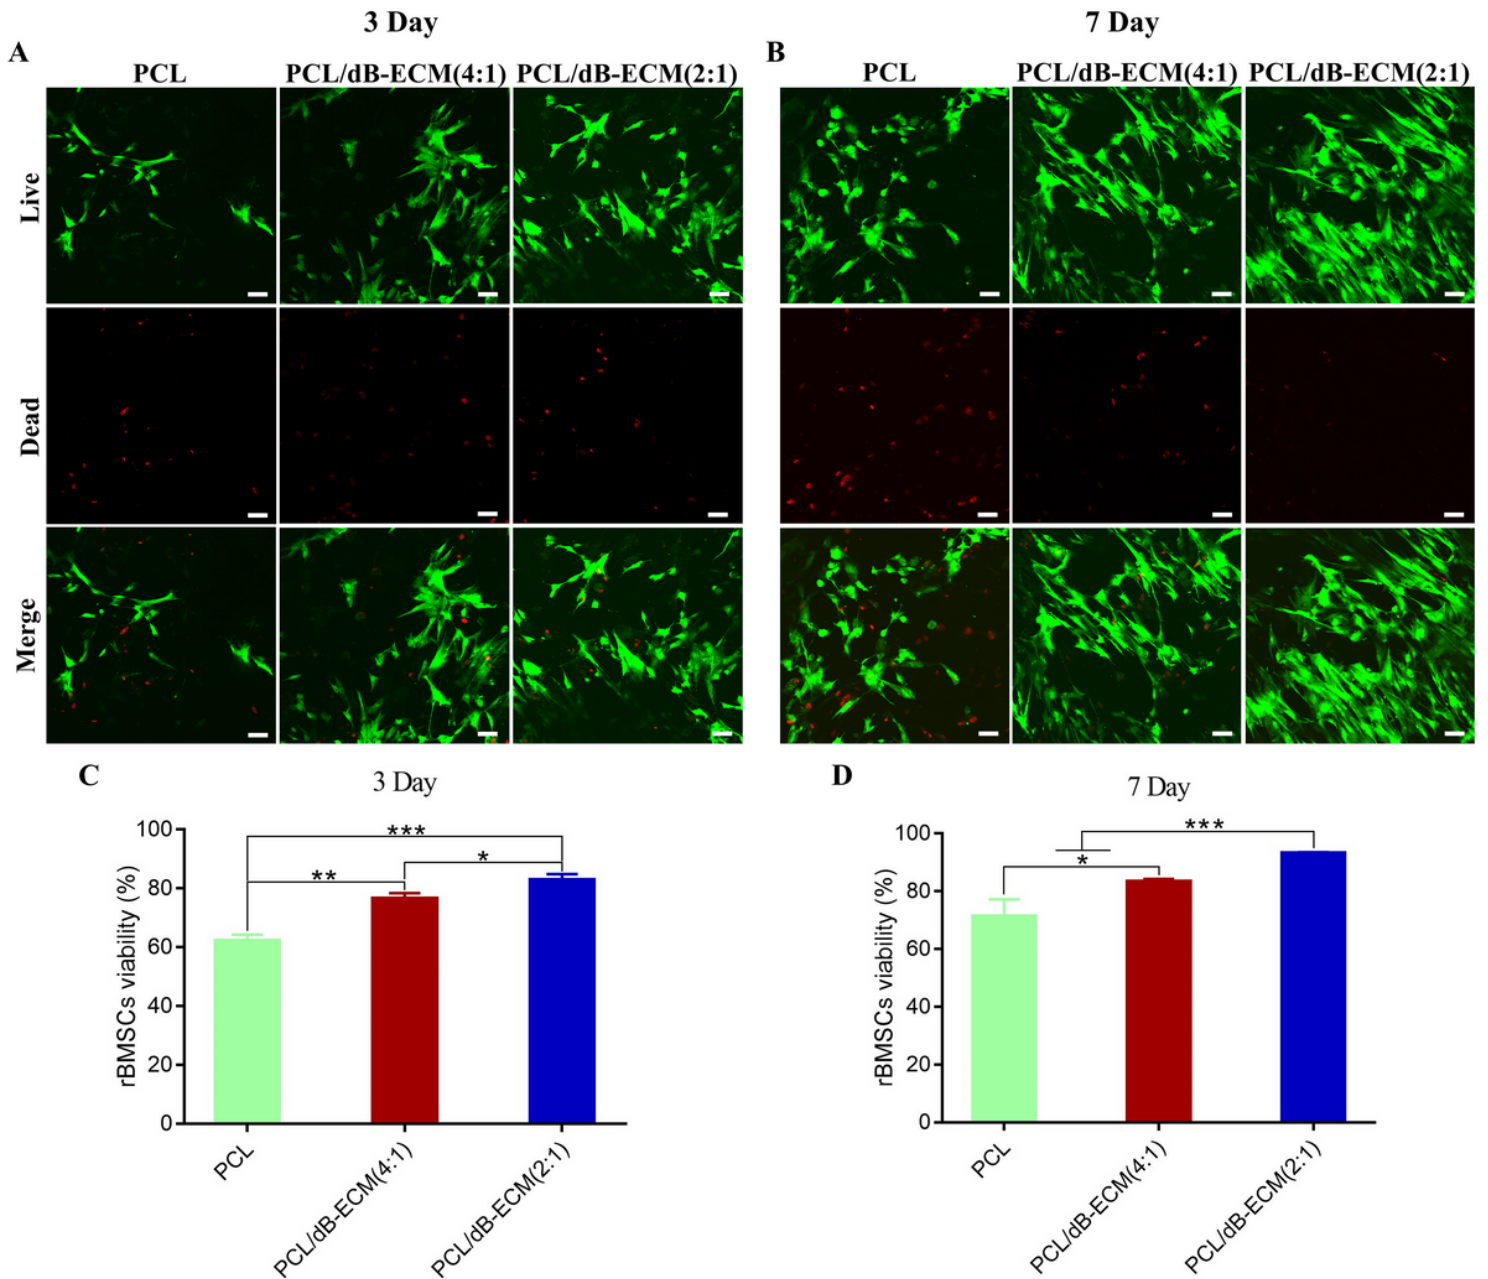 3 Day
7 Day
A
B
PCL
PCL/dB-ECM(4:1)
PCL/dB-ECM(2:1)
PCL
PCL/dB-ECM(4:1)
PCL/dB-ECM(2:1)
Live
Dead
Merge
C
3 Day
D
7 Day
rBMSCs viability (%)
100
80
60
40
20
0
***
*
**
PCL
PCL/dB-ECM(4:1)
PCL/dB-ECM(2:1)
rBMSCs viability (%)
100
80
60
40
20
0
***
*
PCL
PCL/dB-ECM(4:1)
PCL/dB-ECM(2:1)